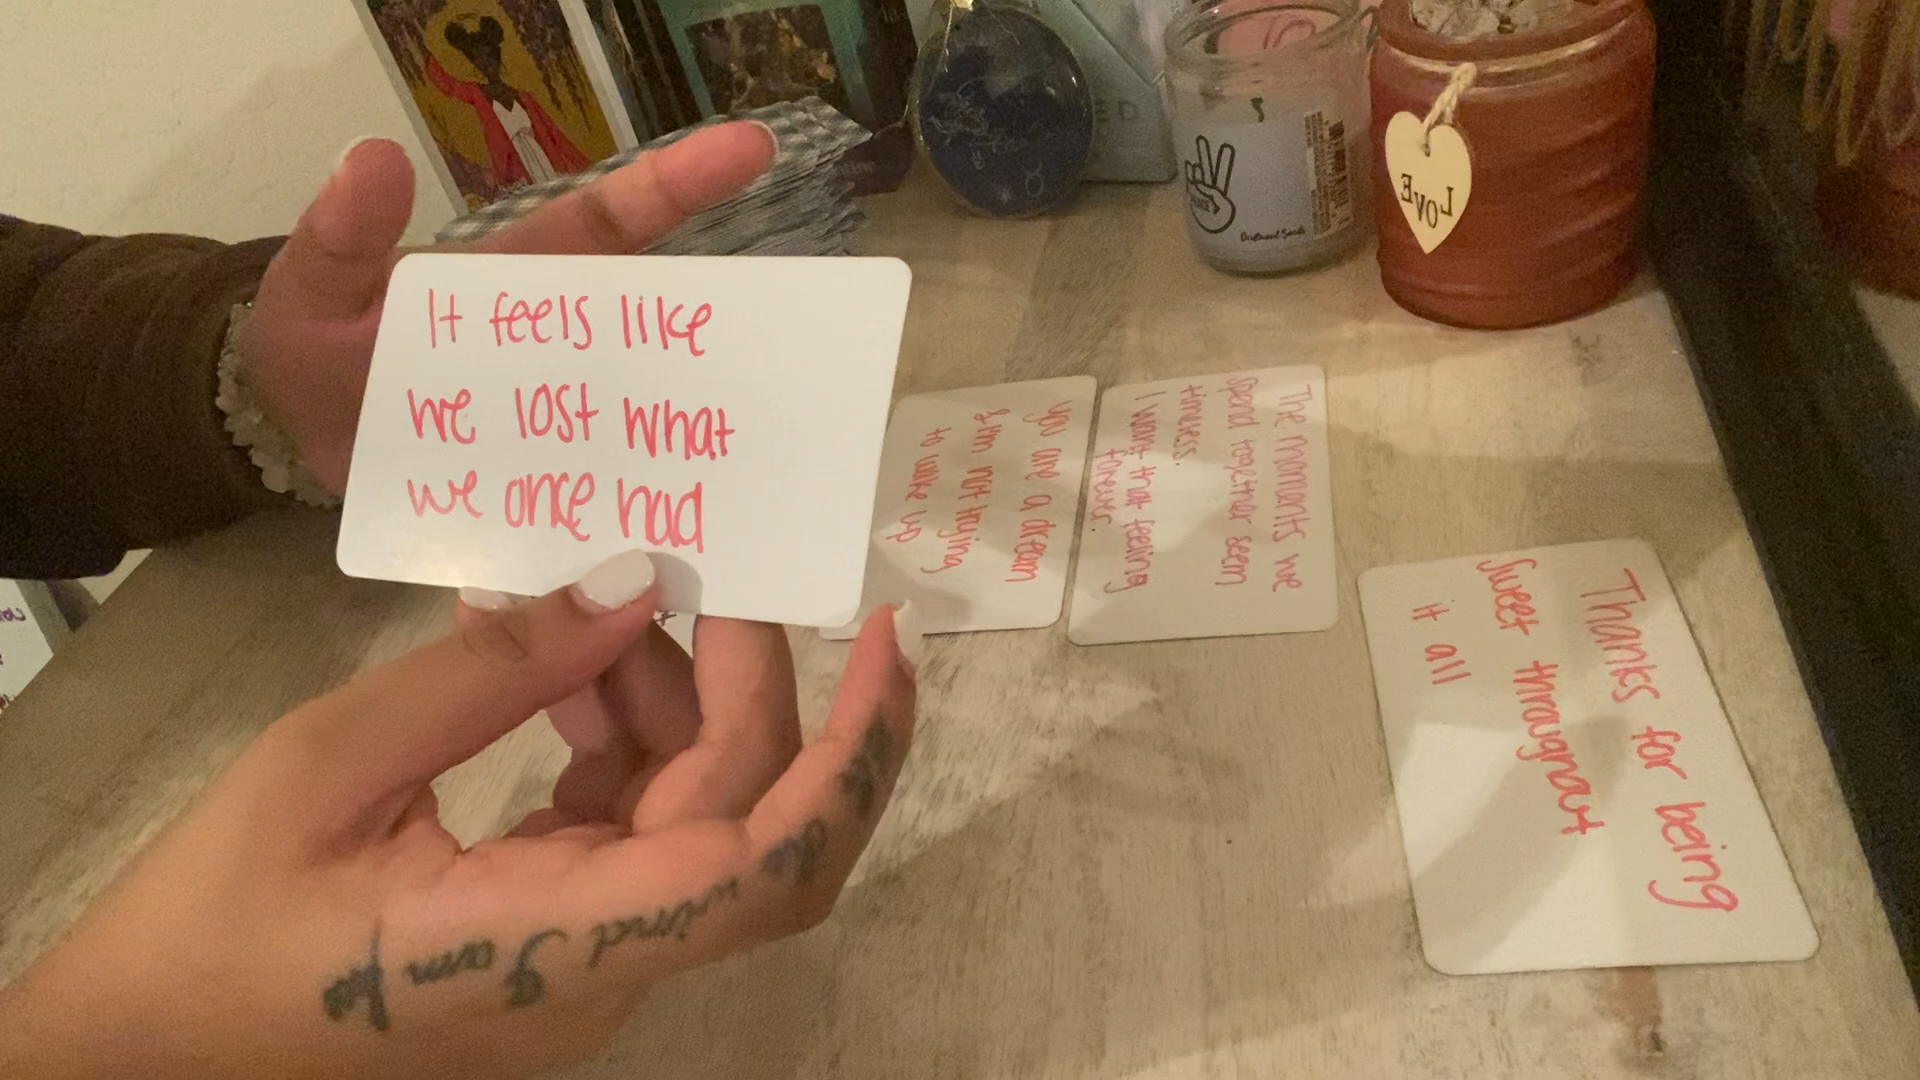 It feels like
we lost what
we once had
you are a dream
& I'm not trying
to wake up
The moments we
spend together seem
timeless.
I want that feeling
forever.
Thanks for being
sweet throughout
it all
LOVE